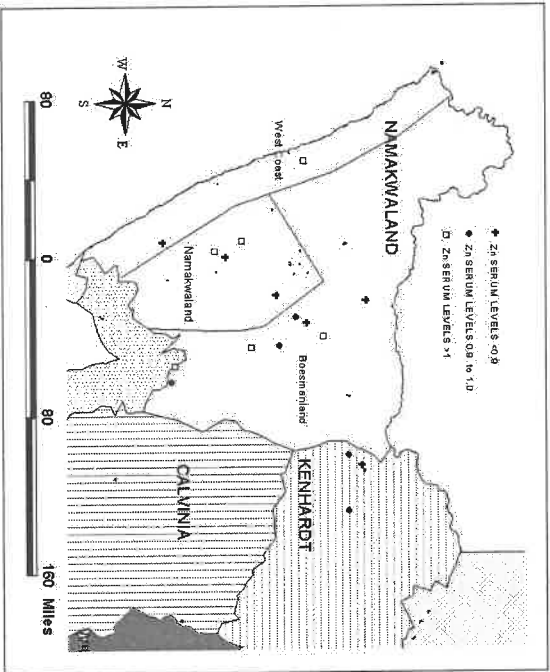 Zn SERUM LEVELS <0,9
Zn SERUM LEVELS 0,9 to 1,0
Zn SERUM LEVELS >1
NAMAKWALAND
West Coast
Namakwaland
Boesmanland
KENHARDT
CALVINIA
N
W
E
S
80 0 80 160 Miles